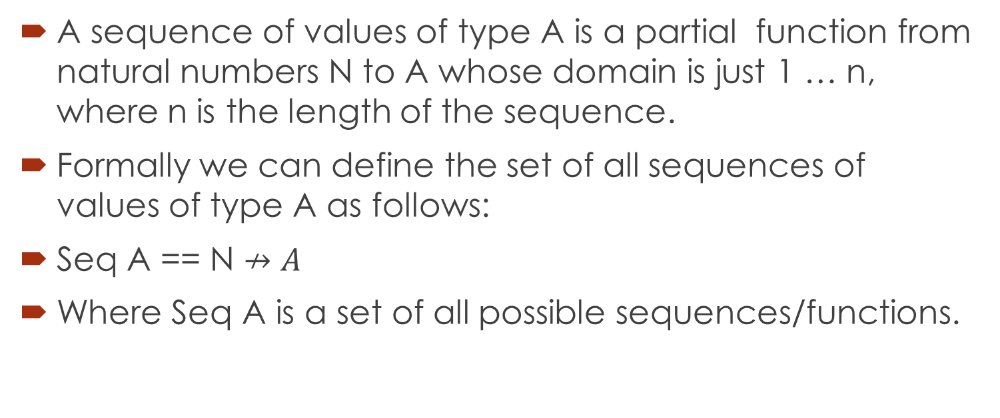 A sequence of values of type A is a partial function from
natural numbers N to A whose domain is just 1 … n,
where n is the length of the sequence.
Formally we can define the set of all sequences of
values of type A as follows:
Seq A == N ⇸ A
Where Seq A is a set of all possible sequences/functions.